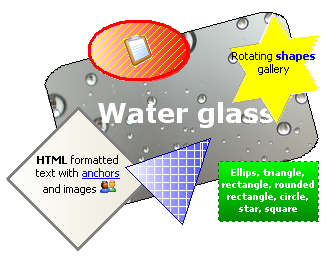 Rotating shapes
gallery
Water glass
HTML formatted
text with anchors
and images
Ellips, triangle,
rectangle, rounded
rectangle, circle,
star, square